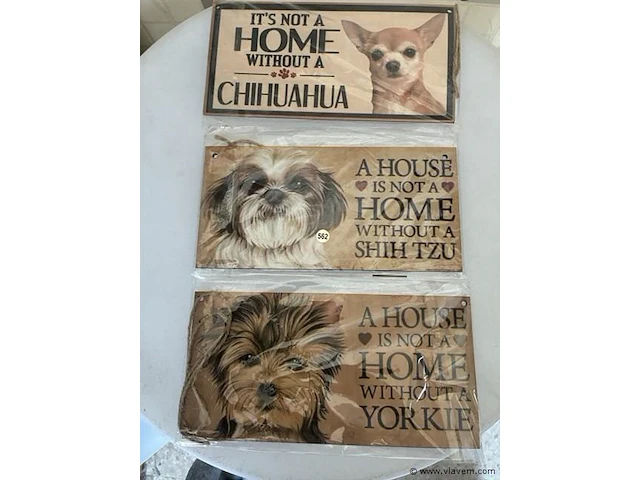 IT'S NOT A
HOME
WITHOUT A
CHIHUAHUA
A HOUSE
IS NOT A
HOME
WITHOUT A
SHIH TZU
562
A HOUSE
IS NOT A
HOME
WITHOUT A
YORKIE
© www.vlavem.com